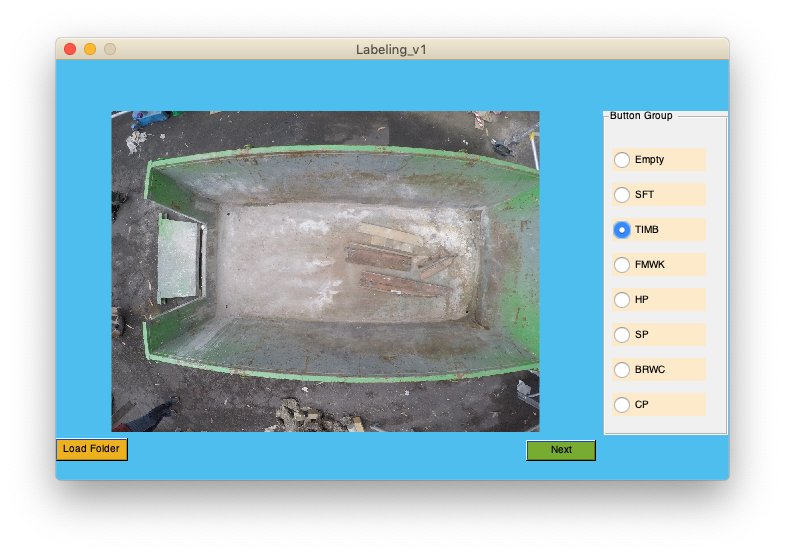 Labeling_v1
Button Group
Empty
SFT
TIMB
FMWK
HP
SP
BRWC
CP
Load Folder
Next